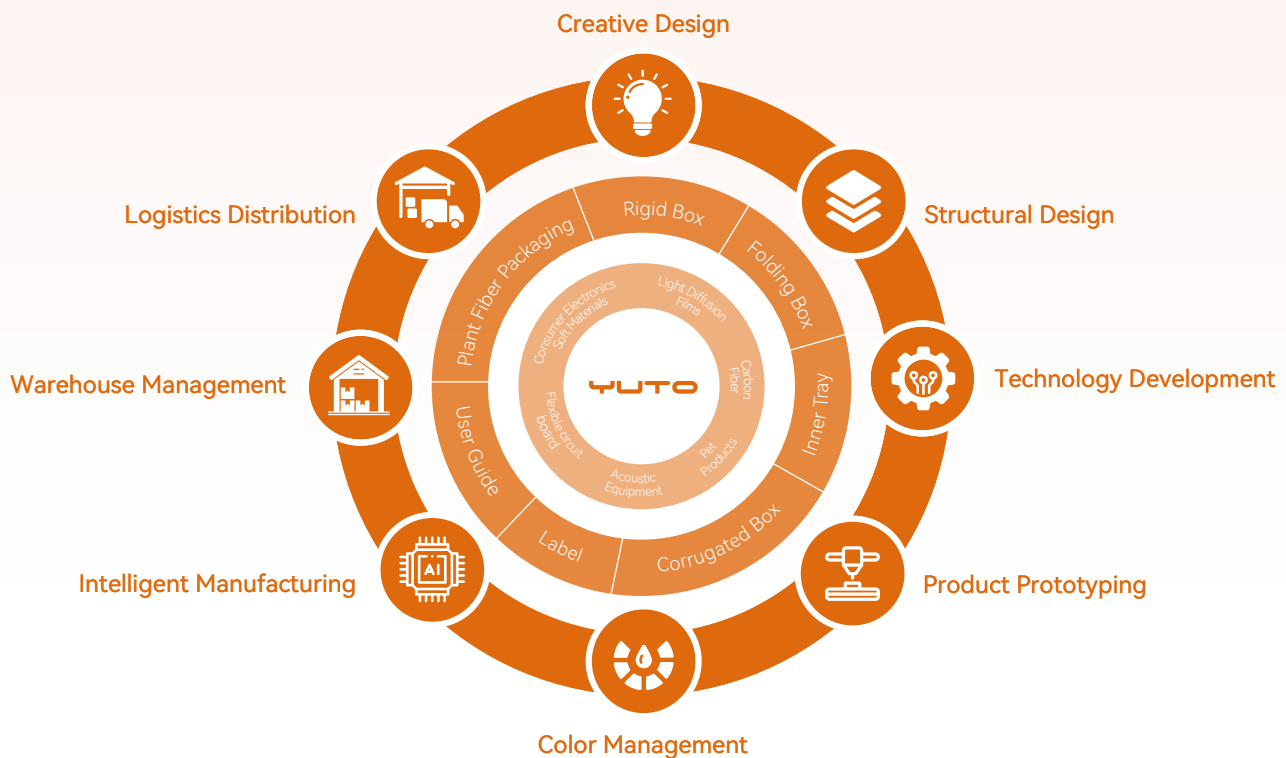 Creative Design
Structural Design
Technology Development
Product Prototyping
Color Management
Intelligent Manufacturing
Warehouse Management
Logistics Distribution
Rigid Box
Folding Box
Inner Tray
Corrugated Box
Label
User Guide
Plant Fiber Packaging
Light Diffusion
Films
Carbon
Fiber
Pet
Products
Acoustic
Equipment
Flexible circuit
board
Consumer Electronics
Soft Materials
YUTO
AI